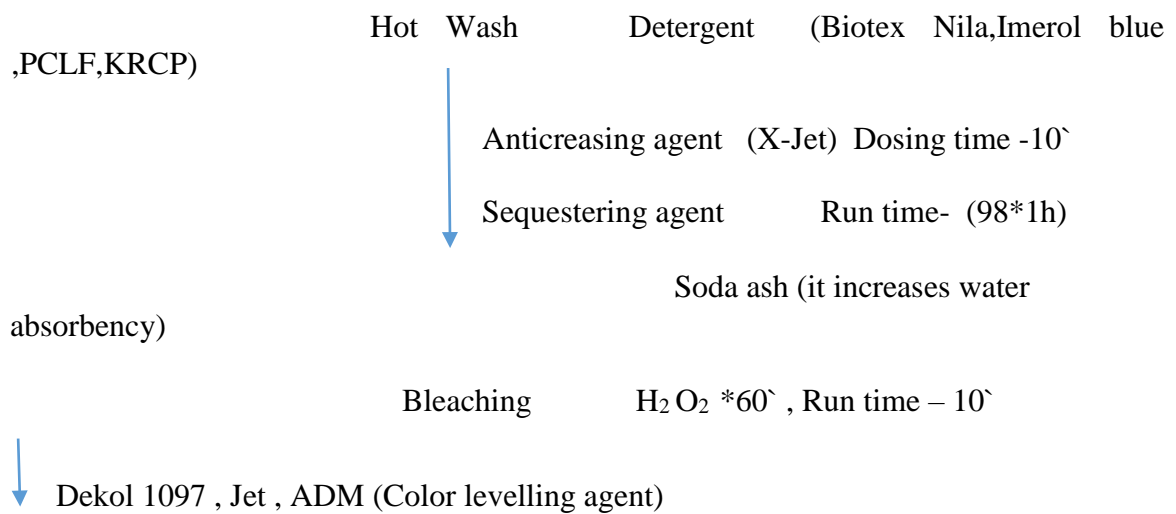 Hot Wash Detergent (Biotex Nila,Imerol blue
,PCLF,KRCP)
Anticreasing agent (X-Jet) Dosing time -10`
Sequestering agent Run time- (98*1h)
Soda ash (it increases water
absorbency)
Bleaching H₂ O₂ *60` , Run time – 10`
Dekol 1097 , Jet , ADM (Color levelling agent)